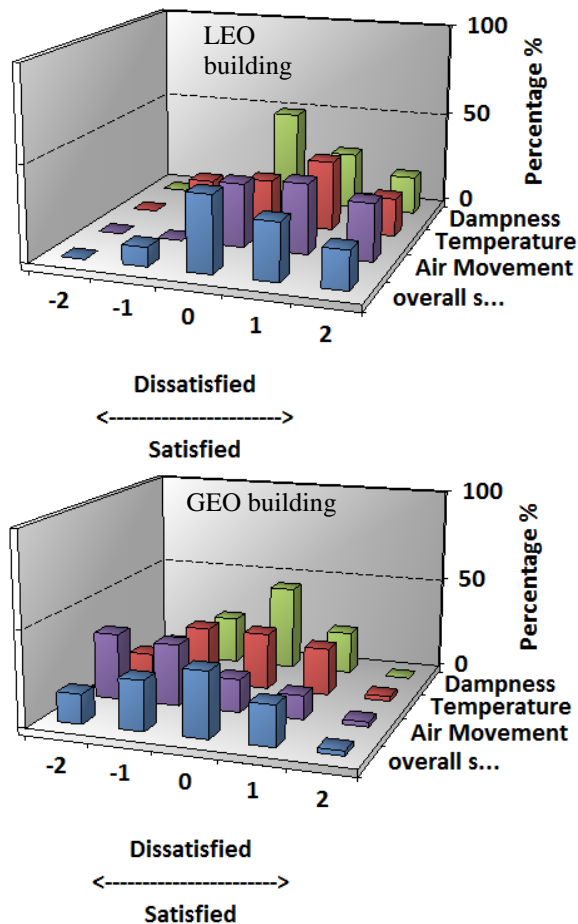 LEO
building
100
50
0
Percentage %
Dampness
Temperature
Air Movement
overall s...
-2
-1
0
1
2
Dissatisfied
<----------------------->
Satisfied
GEO building
100
50
0
Percentage %
Dampness
Temperature
Air Movement
overall s...
-2
-1
0
1
2
Dissatisfied
<----------------------->
Satisfied